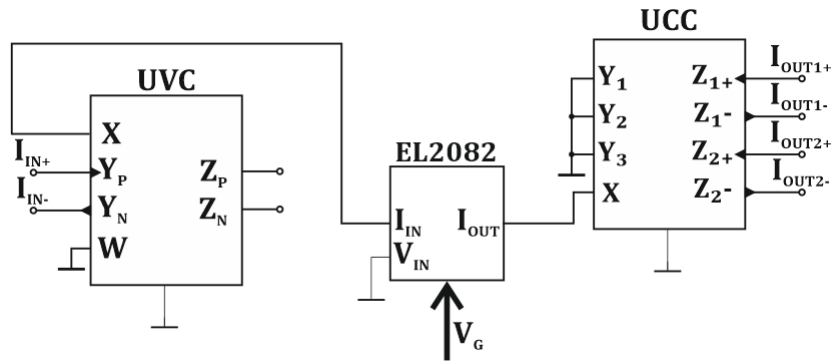 UCC
UVC
EL2082
X
I_IN+
Y_P
I_IN-
Y_N
W
Z_P
Z_N
I_IN
I_OUT
V_IN
V_G
Y_1
Y_2
Y_3
X
Z_1+
Z_1-
Z_2+
Z_2-
I_OUT1+
I_OUT1-
I_OUT2+
I_OUT2-